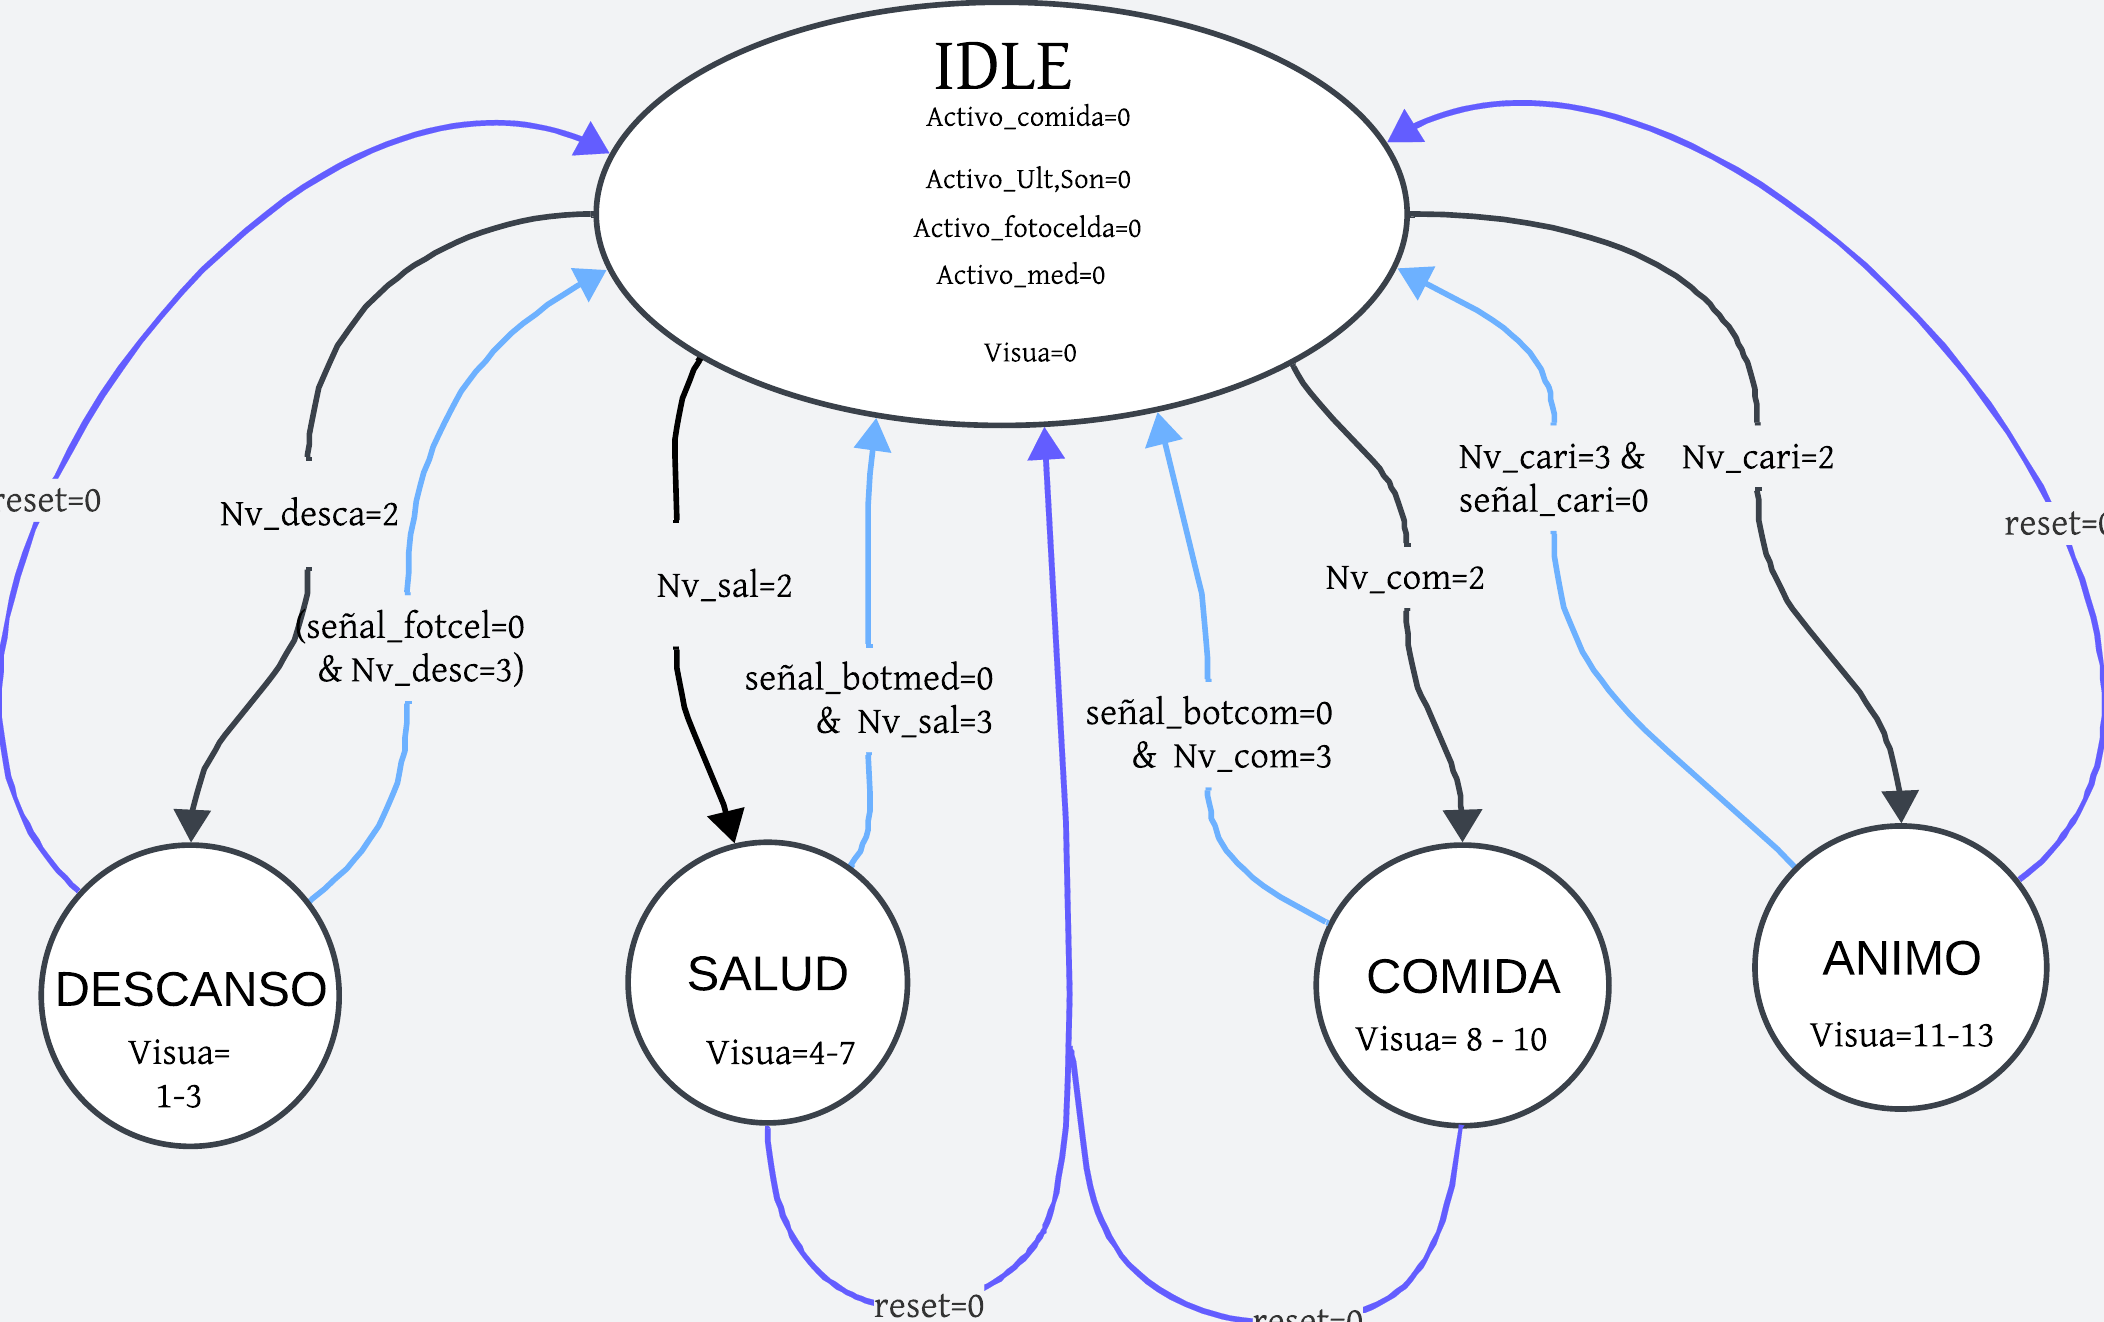 IDLE
Activo_comida=0
Activo_Ult,Son=0
Activo_fotocelda=0
Activo_med=0
Visua=0
reset=0
Nv_desca=2
(señal_fotcel=0
& Nv_desc=3)
Nv_sal=2
señal_botmed=0
& Nv_sal=3
señal_botcom=0
& Nv_com=3
Nv_com=2
Nv_cari=3 &
señal_cari=0
Nv_cari=2
reset=0
DESCANSO
Visua=
1-3
SALUD
Visua=4-7
COMIDA
Visua= 8 - 10
ANIMO
Visua=11-13
reset=0
reset=0